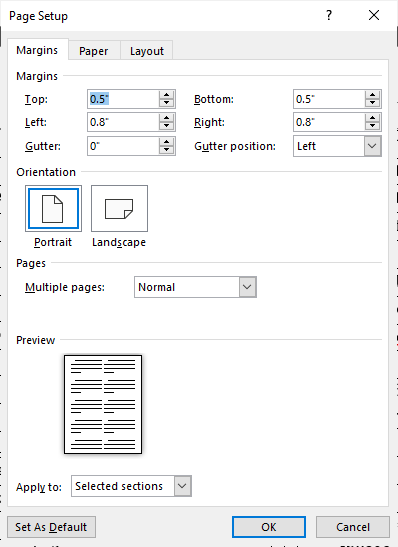 Page Setup
Margins Paper Layout
Margins
Top: 0.5" Bottom: 0.5"
Left: 0.8" Right: 0.8"
Gutter: 0" Gutter position: Left
Orientation
Portrait Landscape
Pages
Multiple pages: Normal
Preview
Apply to: Selected sections
Set As Default OK Cancel